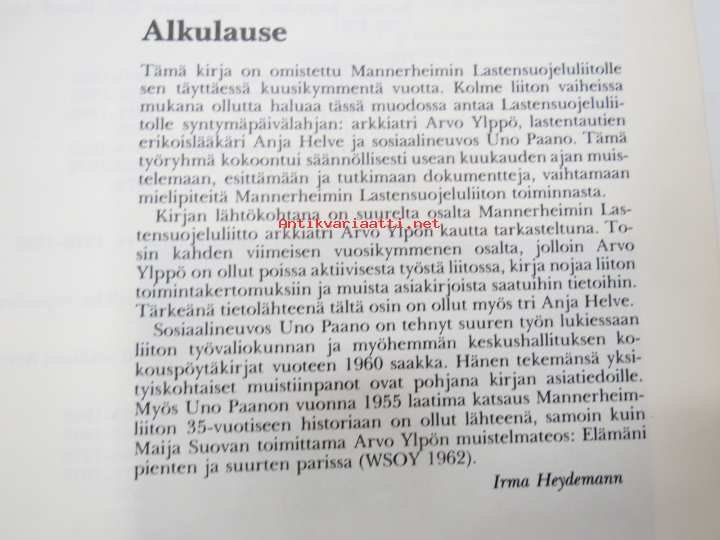 Alkulause
Tämä kirja on omistettu Mannerheimin Lastensuojeluliitolle
sen täyttäessä kuusikymmentä vuotta. Kolme liiton vaiheissa
mukana ollutta haluaa tässä muodossa antaa Lastensuojelulii-
tolle syntymäpäivälahjan: arkkiatri Arvo Ylppö, lastentautien
erikoislääkäri Anja Helve ja sosiaalineuvos Uno Paano. Tämä
työryhmä kokoontui säännöllisesti usean kuukauden ajan muis-
telemaan, esittämään ja tutkimaan dokumentteja, vaihtamaan
mielipiteitä Mannerheimin Lastensuojeluliiton toiminnasta.
Kirjan lähtökohtana on suurelta osalta Mannerheimin Las-
Antikvariaatti.net
tensuojeluliitto arkkiatri Arvo Ylpön kautta tarkasteltuna. To-
sin kahden viimeisen vuosikymmenen osalta, jolloin Arvo
Ylppö on ollut poissa aktiivisesta työstä liitossa, kirja nojaa liiton
toimintakertomuksiin ja muista asiakirjoista saatuihin tietoihin.
Tärkeänä tietolähteenä tältä osin on ollut myös tri Anja Helve.
Sosiaalineuvos Uno Paano on tehnyt suuren työn lukiessaan
liiton työvaliokunnan ja myöhemmän keskushallituksen ko-
kouspöytäkirjat vuoteen 1960 saakka. Hänen tekemänsä yksi-
tyiskohtaiset muistiinpanot ovat pohjana kirjan asiatiedoille.
Myös Uno Paanon vuonna 1955 laatima katsaus Mannerheim-
liiton 35-vuotiseen historiaan on ollut lähteenä, samoin kuin
Maija Suovan toimittama Arvo Ylpön muistelmateos: Elämäni
pienten ja suurten parissa (WSOY 1962).
Irma Heydemann